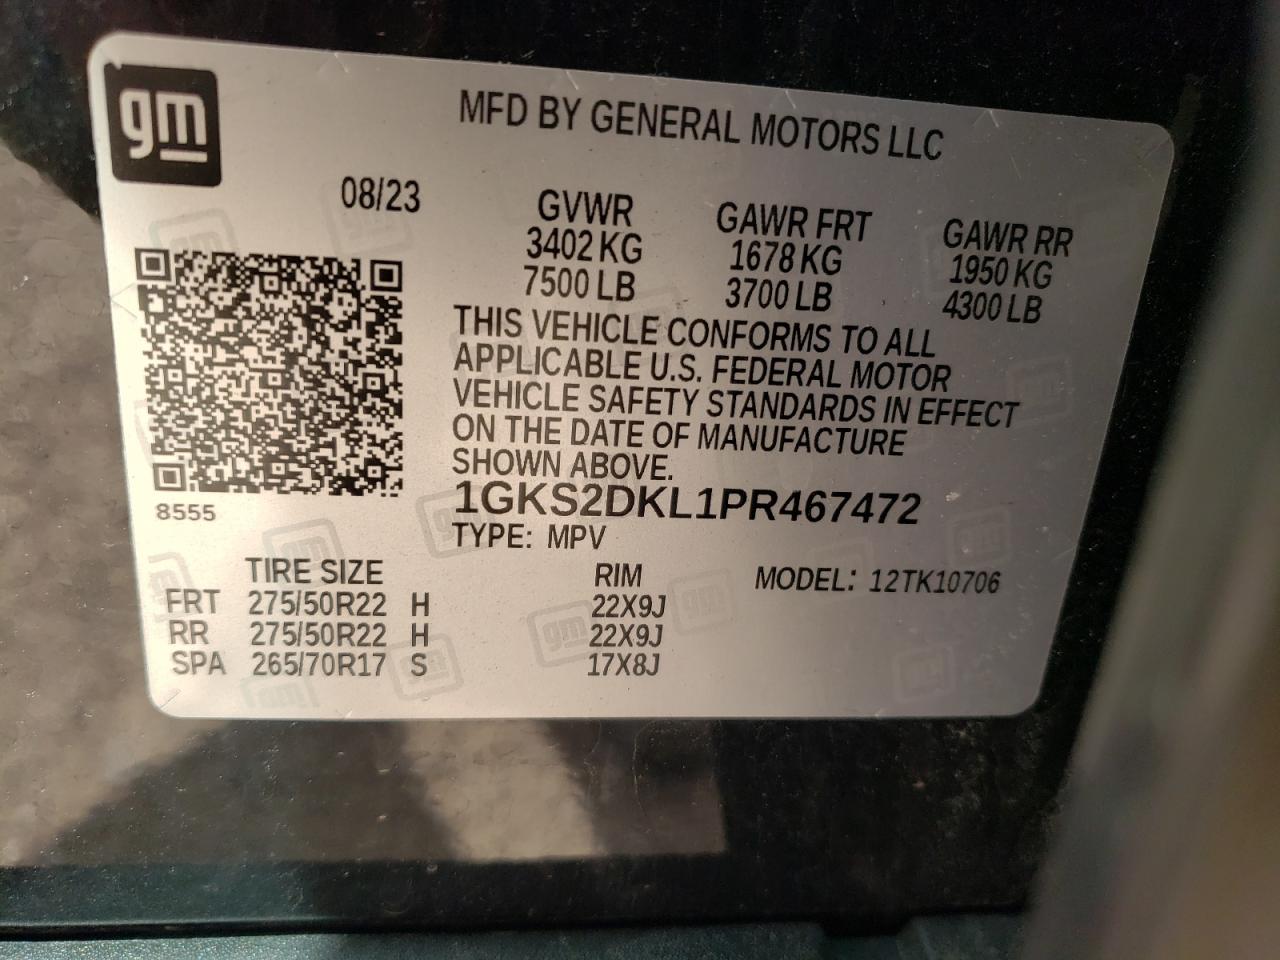 gm
MFD BY GENERAL MOTORS LLC
08/23
GVWR
3402 KG
7500 LB
GAWR FRT
1678 KG
3700 LB
GAWR RR
1950 KG
4300 LB
THIS VEHICLE CONFORMS TO ALL
APPLICABLE U.S. FEDERAL MOTOR
VEHICLE SAFETY STANDARDS IN EFFECT
ON THE DATE OF MANUFACTURE
SHOWN ABOVE.
1GKS2DKL1PR467472
8555
TYPE: MPV
TIRE SIZE RIM MODEL: 12TK10706
FRT 275/50R22 H 22X9J
RR 275/50R22 H 22X9J
SPA 265/70R17 S 17X8J